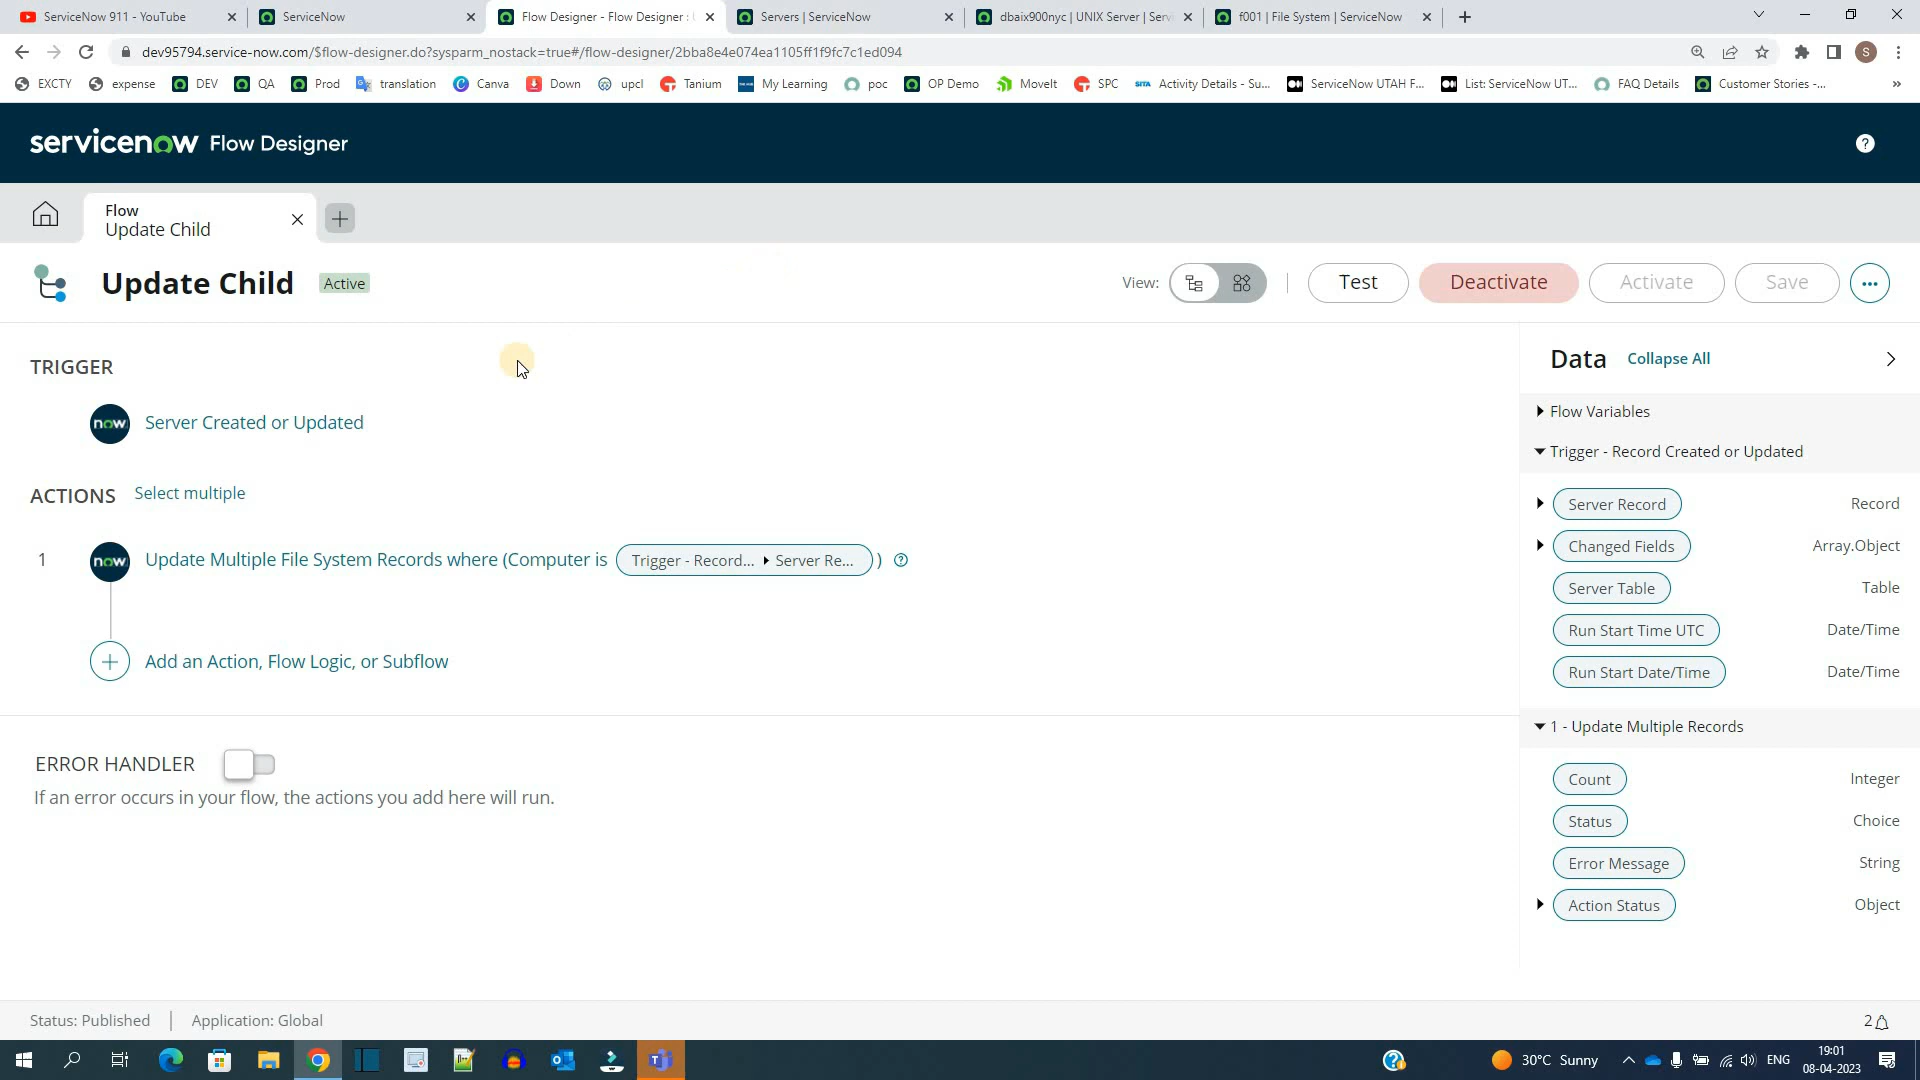 ServiceNow 911 - YouTube
ServiceNow
Flow Designer - Flow Designer :
Servers | ServiceNow
dbaix900nyc | UNIX Server | Serv
f001 | File System | ServiceNow
dev95794.service-now.com/$flow-designer.do?sysparm_nostack=true#/flow-designer/2bba8e4e074ea1105ff1f9fc7c1ed094
S
EXCTY expense DEV QA Prod translation Canva Down upcl Tanium My Learning poc OP Demo MoveIt SPC Activity Details - Su... ServiceNow UTAH F... List: ServiceNow UT... FAQ Details Customer Stories -... »
servicenow Flow Designer
?
Flow
Update Child
Update Child Active
View:
Test
Deactivate
Activate
Save
...
TRIGGER
now Server Created or Updated
ACTIONS Select multiple
1 now Update Multiple File System Records where (Computer is Trigger - Record... Server Re... ) ?
Add an Action, Flow Logic, or Subflow
ERROR HANDLER
If an error occurs in your flow, the actions you add here will run.
Data Collapse All
Flow Variables
Trigger - Record Created or Updated
Server Record Record
Changed Fields Array.Object
Server Table Table
Run Start Time UTC Date/Time
Run Start Date/Time Date/Time
1 - Update Multiple Records
Count Integer
Status Choice
Error Message String
Action Status Object
Status: Published | Application: Global
2
30°C Sunny
ENG
19:01
08-04-2023